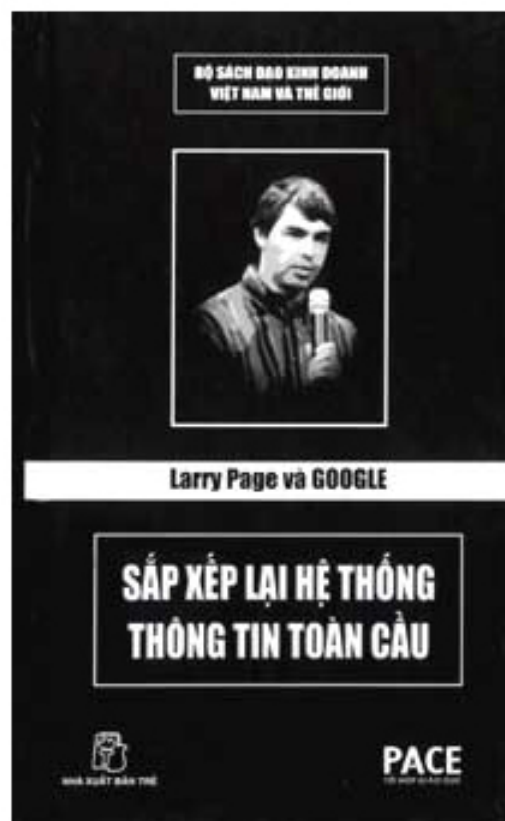 BỘ SÁCH ĐẠO KINH DOANH
VIỆT NAM VÀ THẾ GIỚI
Larry Page và GOOGLE
SẮP XẾP LẠI HỆ THỐNG
THÔNG TIN TOÀN CẦU
NHÀ XUẤT BẢN TRẺ
PACE